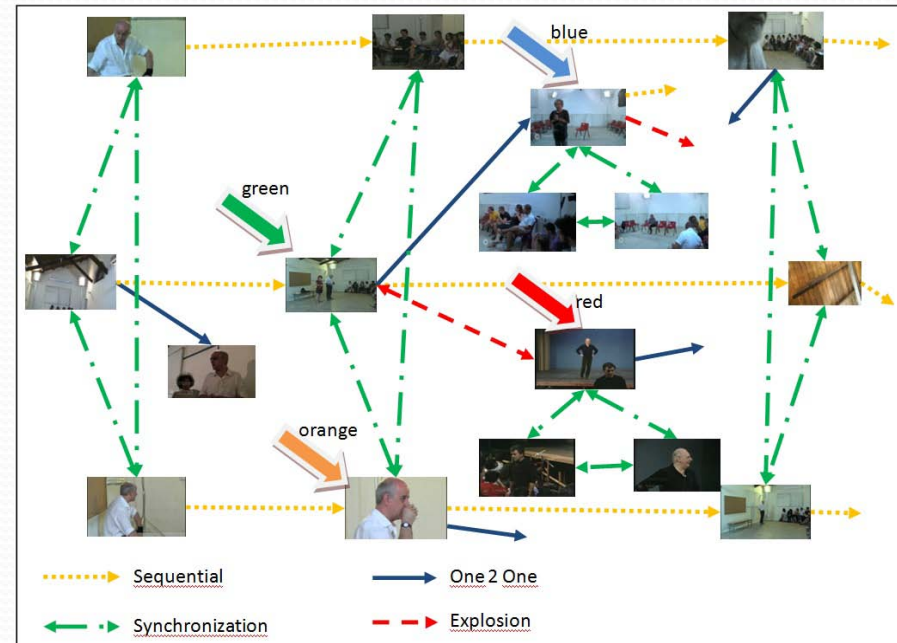 blue
green
red
orange
Sequential
One 2 One
Synchronization
Explosion